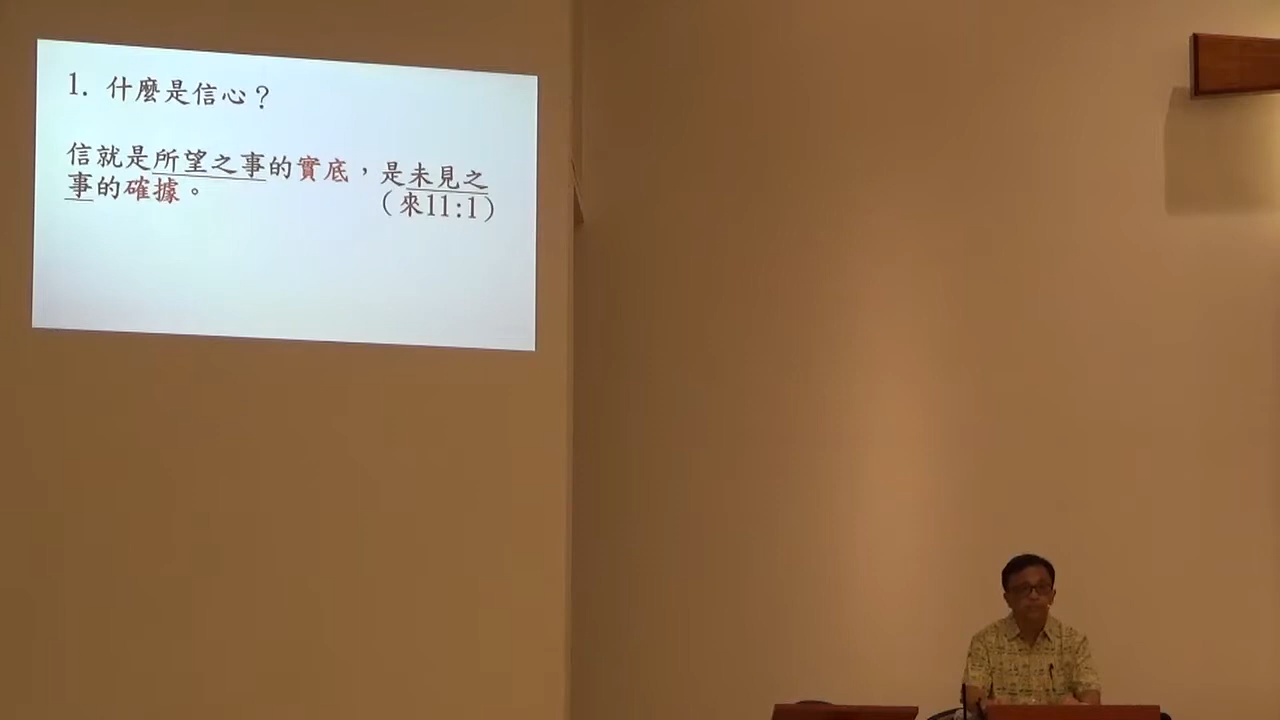 1. 什麼是信心？
信就是所望之事的實底，是未見之
事的確據。
（來11:1）